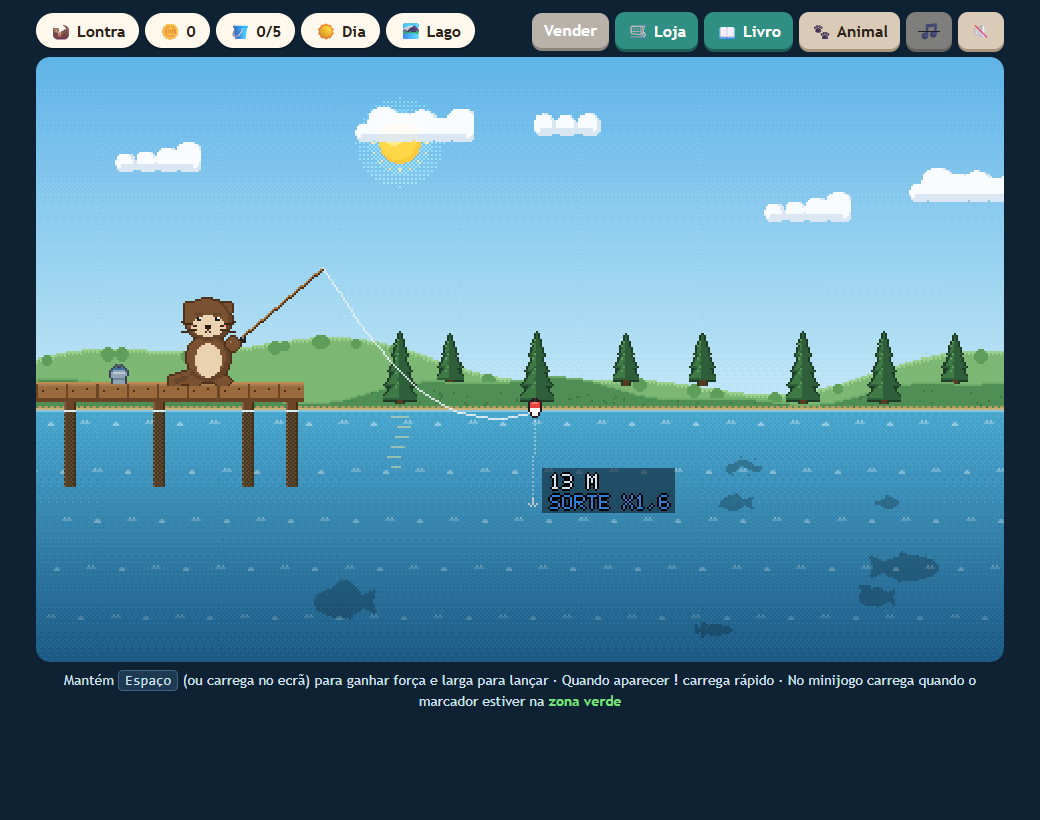 Lontra 0 0/5 Dia Lago Vender Loja Livro Animal
13 M
SORTE X1,6
Mantém Espaço (ou carrega no ecrã) para ganhar força e larga para lançar · Quando aparecer ! carrega rápido · No minijogo carrega quando o
marcador estiver na zona verde